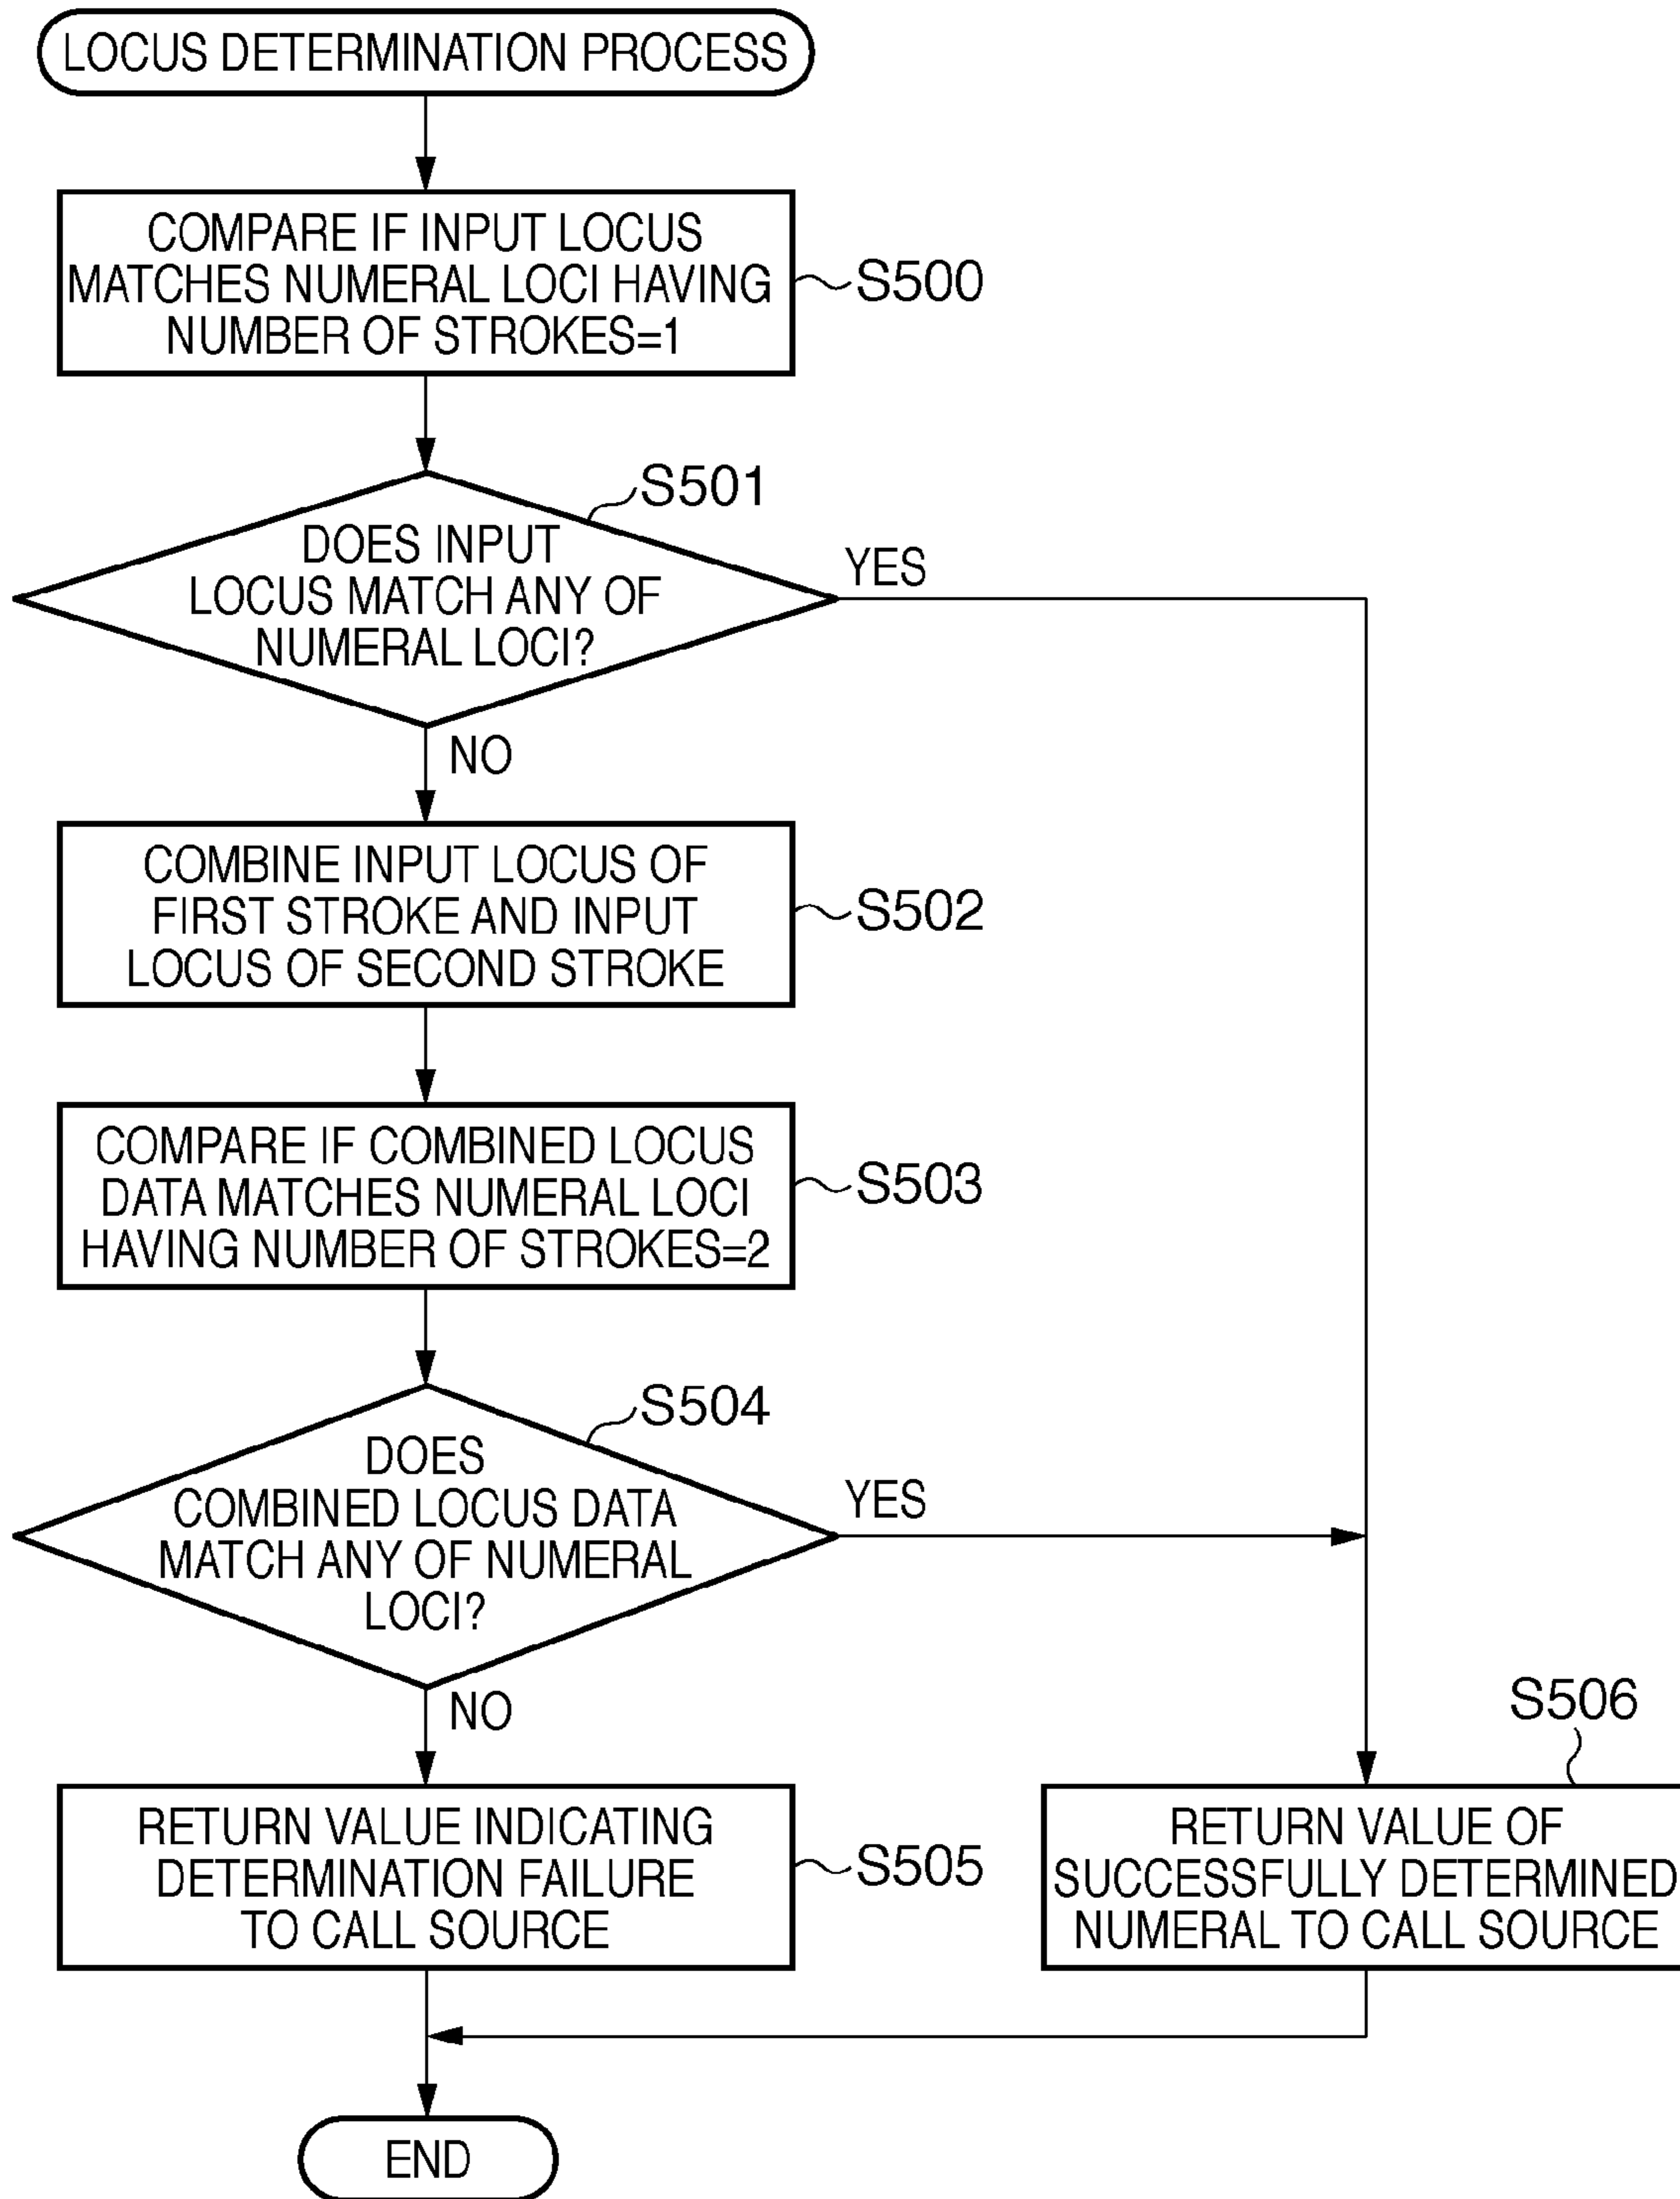 LOCUS DETERMINATION PROCESS
COMPARE IF INPUT LOCUS
MATCHES NUMERAL LOCI HAVING
NUMBER OF STROKES=1
S500
S501
DOES INPUT
LOCUS MATCH ANY OF
NUMERAL LOCI?
YES
NO
COMBINE INPUT LOCUS OF
FIRST STROKE AND INPUT
LOCUS OF SECOND STROKE
S502
COMPARE IF COMBINED LOCUS
DATA MATCHES NUMERAL LOCI
HAVING NUMBER OF STROKES=2
S503
S504
DOES
COMBINED LOCUS DATA
MATCH ANY OF NUMERAL
LOCI?
YES
NO
RETURN VALUE INDICATING
DETERMINATION FAILURE
TO CALL SOURCE
S505
S506
RETURN VALUE OF
SUCCESSFULLY DETERMINED
NUMERAL TO CALL SOURCE
END